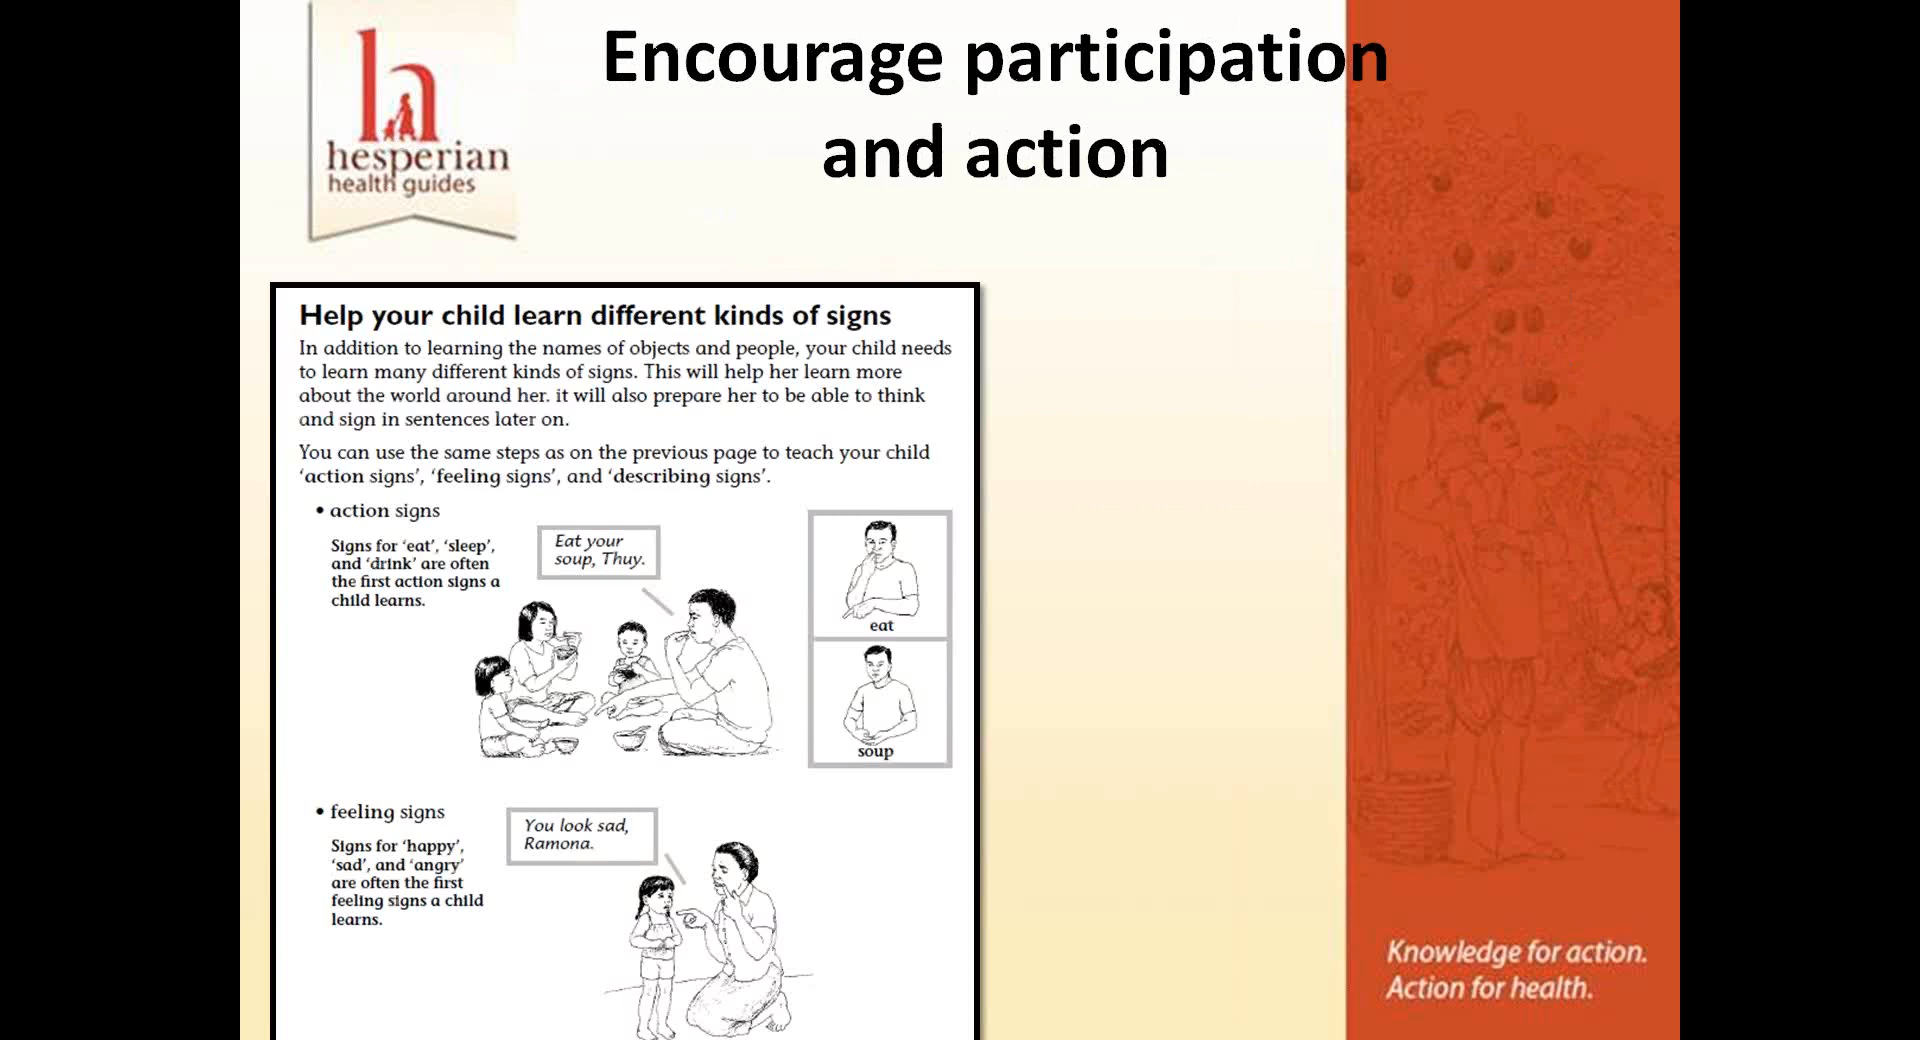 Encourage participation
and action
hesperian
health guides
Help your child learn different kinds of signs
In addition to learning the names of objects and people, your child needs
to learn many different kinds of signs. This will help her learn more
about the world around her. it will also prepare her to be able to think
and sign in sentences later on.
You can use the same steps as on the previous page to teach your child
‘action signs’, ‘feeling signs’, and ‘describing signs’.
• action signs
Signs for ‘eat’, ‘sleep’,
and ‘drink’ are often
the first action signs a
child learns.
Eat your
soup, Thuy.
eat
soup
• feeling signs
Signs for ‘happy’,
‘sad’, and ‘angry’
are often the first
feeling signs a child
learns.
You look sad,
Ramona.
Knowledge for action.
Action for health.